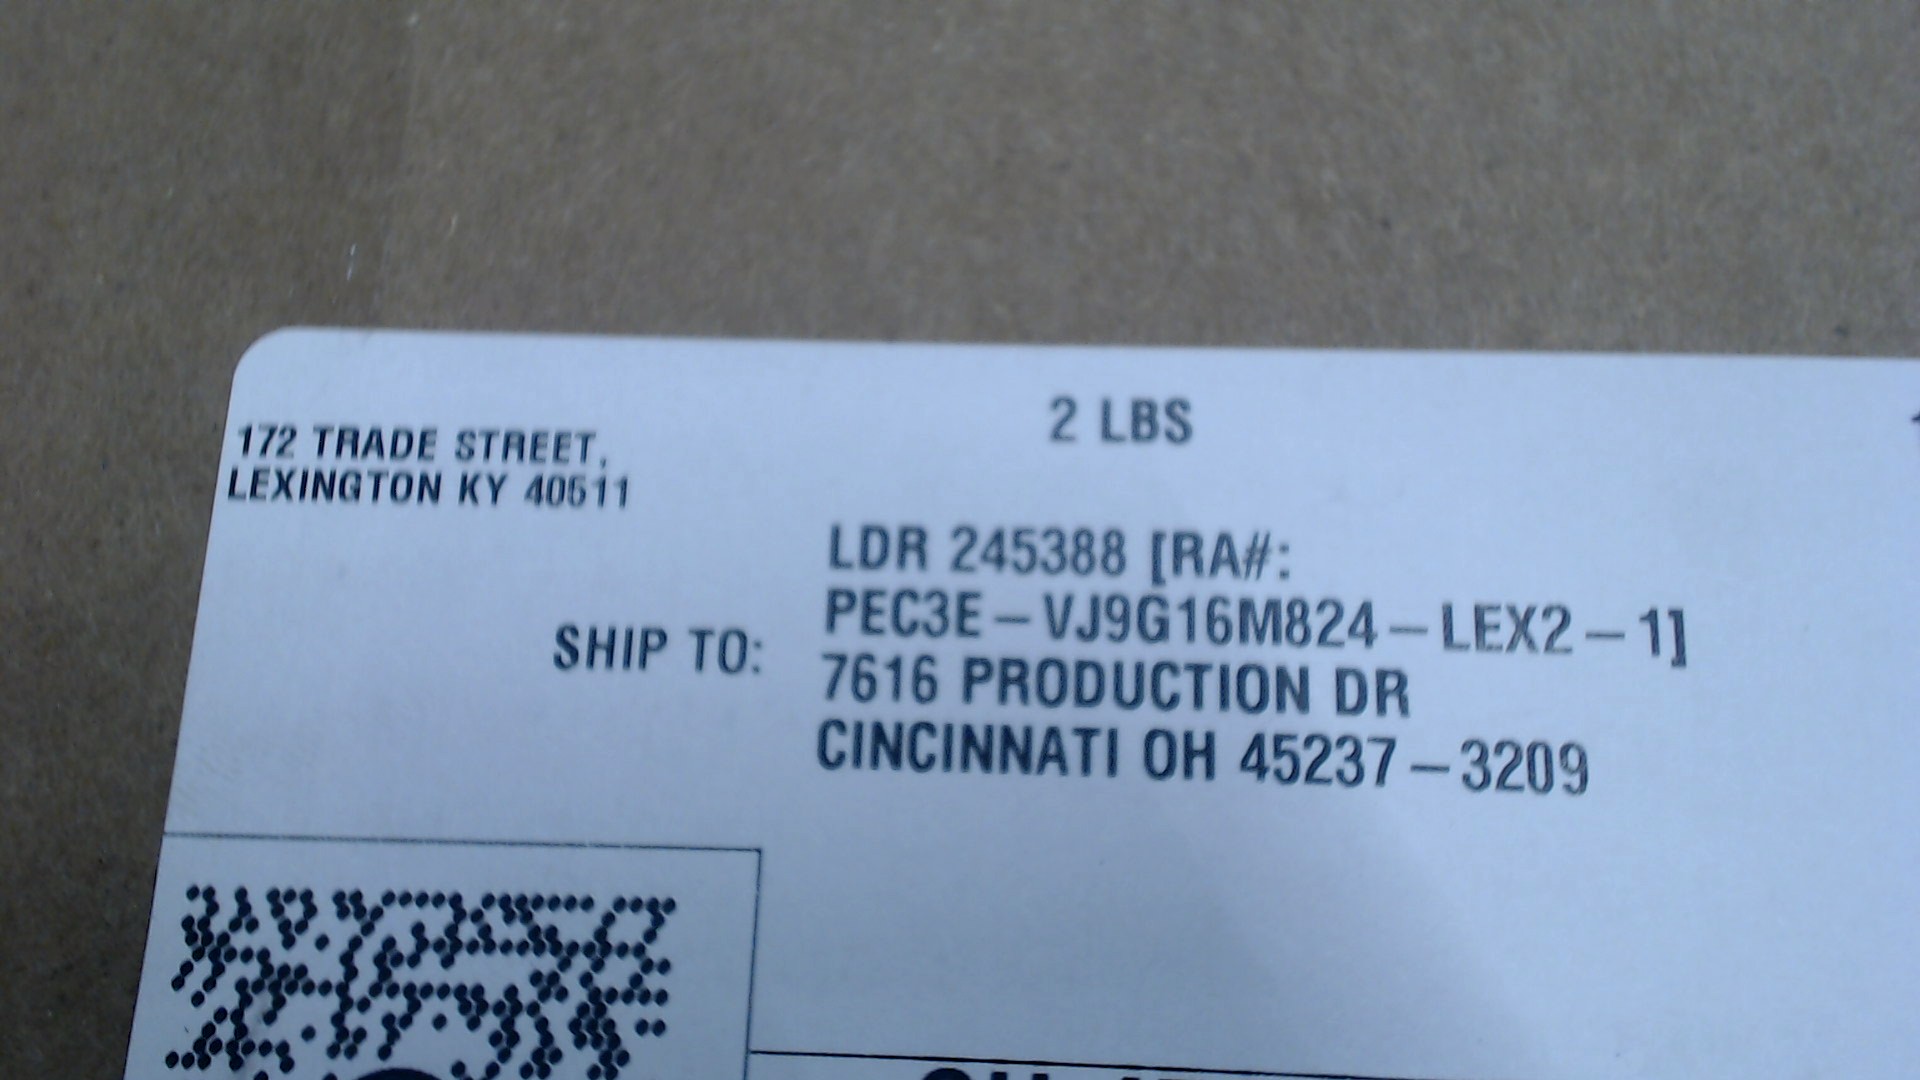 2 LBS
172 TRADE STREET,
LEXINGTON KY 40511
SHIP TO:
LDR 245388 [RA#:
PEC3E-VJ9G16M824-LEX2-1]
7616 PRODUCTION DR
CINCINNATI OH 45237-3209